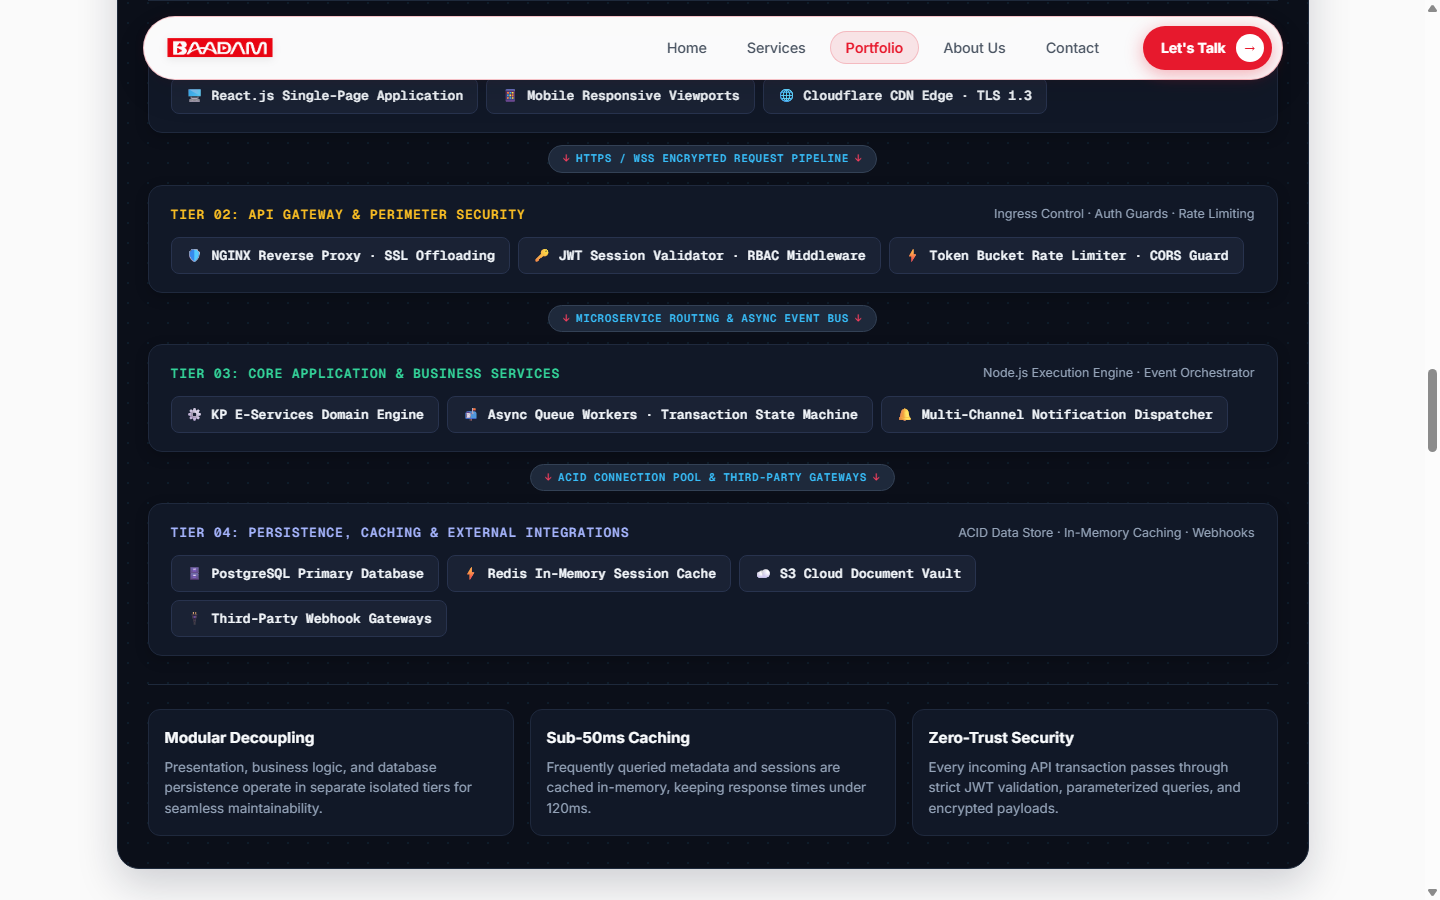 BAADAM
Home
Services
Portfolio
About Us
Contact
Let's Talk →
React.js Single-Page Application
Mobile Responsive Viewports
Cloudflare CDN Edge · TLS 1.3
↓ HTTPS / WSS ENCRYPTED REQUEST PIPELINE ↓
TIER 02: API GATEWAY & PERIMETER SECURITY
Ingress Control · Auth Guards · Rate Limiting
NGINX Reverse Proxy · SSL Offloading
JWT Session Validator · RBAC Middleware
Token Bucket Rate Limiter · CORS Guard
↓ MICROSERVICE ROUTING & ASYNC EVENT BUS ↓
TIER 03: CORE APPLICATION & BUSINESS SERVICES
Node.js Execution Engine · Event Orchestrator
KP E-Services Domain Engine
Async Queue Workers · Transaction State Machine
Multi-Channel Notification Dispatcher
↓ ACID CONNECTION POOL & THIRD-PARTY GATEWAYS ↓
TIER 04: PERSISTENCE, CACHING & EXTERNAL INTEGRATIONS
ACID Data Store · In-Memory Caching · Webhooks
PostgreSQL Primary Database
Redis In-Memory Session Cache
S3 Cloud Document Vault
Third-Party Webhook Gateways
Modular Decoupling
Presentation, business logic, and database
persistence operate in separate isolated tiers for
seamless maintainability.
Sub-50ms Caching
Frequently queried metadata and sessions are
cached in-memory, keeping response times under
120ms.
Zero-Trust Security
Every incoming API transaction passes through
strict JWT validation, parameterized queries, and
encrypted payloads.